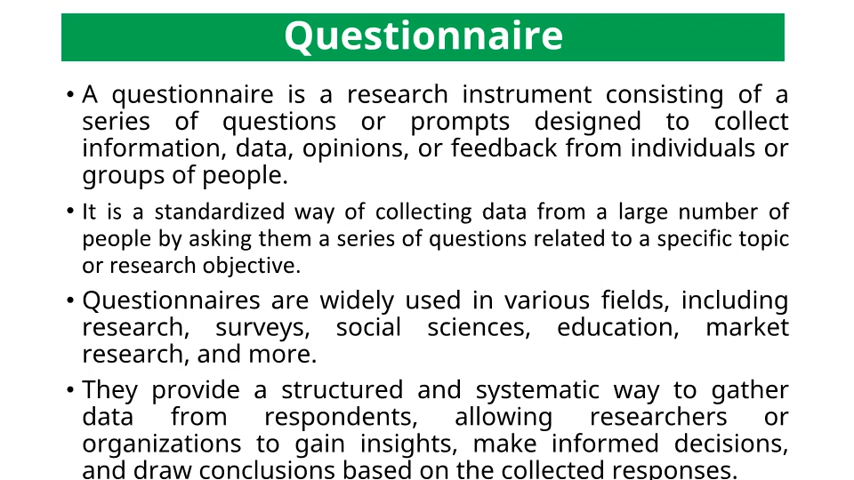 Questionnaire
• A questionnaire is a research instrument consisting of a
series of questions or prompts designed to collect
information, data, opinions, or feedback from individuals or
groups of people.
• It is a standardized way of collecting data from a large number of
people by asking them a series of questions related to a specific topic
or research objective.
• Questionnaires are widely used in various fields, including
research, surveys, social sciences, education, market
research, and more.
• They provide a structured and systematic way to gather
data from respondents, allowing researchers or
organizations to gain insights, make informed decisions,
and draw conclusions based on the collected responses.